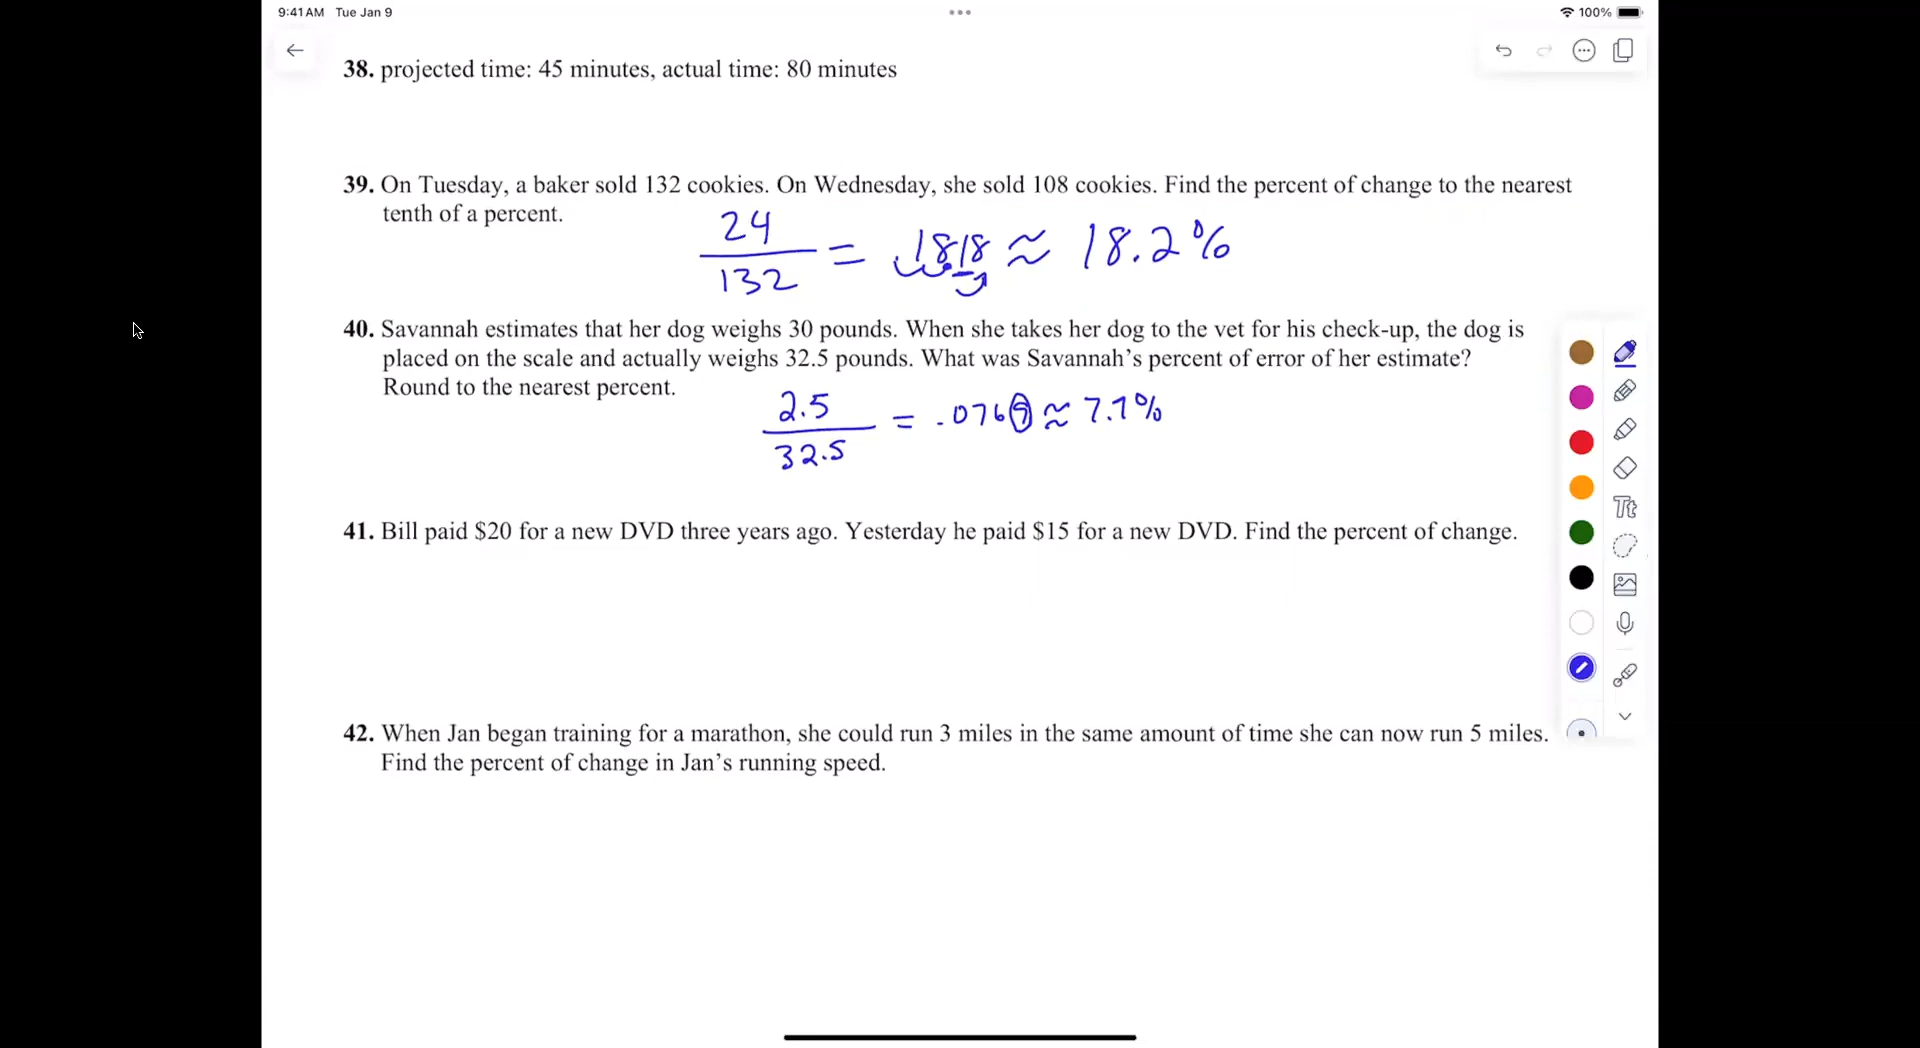 9:41 AM Tue Jan 9
100%
38. projected time: 45 minutes, actual time: 80 minutes
39. On Tuesday, a baker sold 132 cookies. On Wednesday, she sold 108 cookies. Find the percent of change to the nearest
tenth of a percent.
24
132
= .1818 ≈ 18.2%
40. Savannah estimates that her dog weighs 30 pounds. When she takes her dog to the vet for his check-up, the dog is
placed on the scale and actually weighs 32.5 pounds. What was Savannah’s percent of error of her estimate?
Round to the nearest percent.
2.5
32.5
= .0769 ≈ 7.7%
41. Bill paid $20 for a new DVD three years ago. Yesterday he paid $15 for a new DVD. Find the percent of change.
Tt
42. When Jan began training for a marathon, she could run 3 miles in the same amount of time she can now run 5 miles.
Find the percent of change in Jan’s running speed.